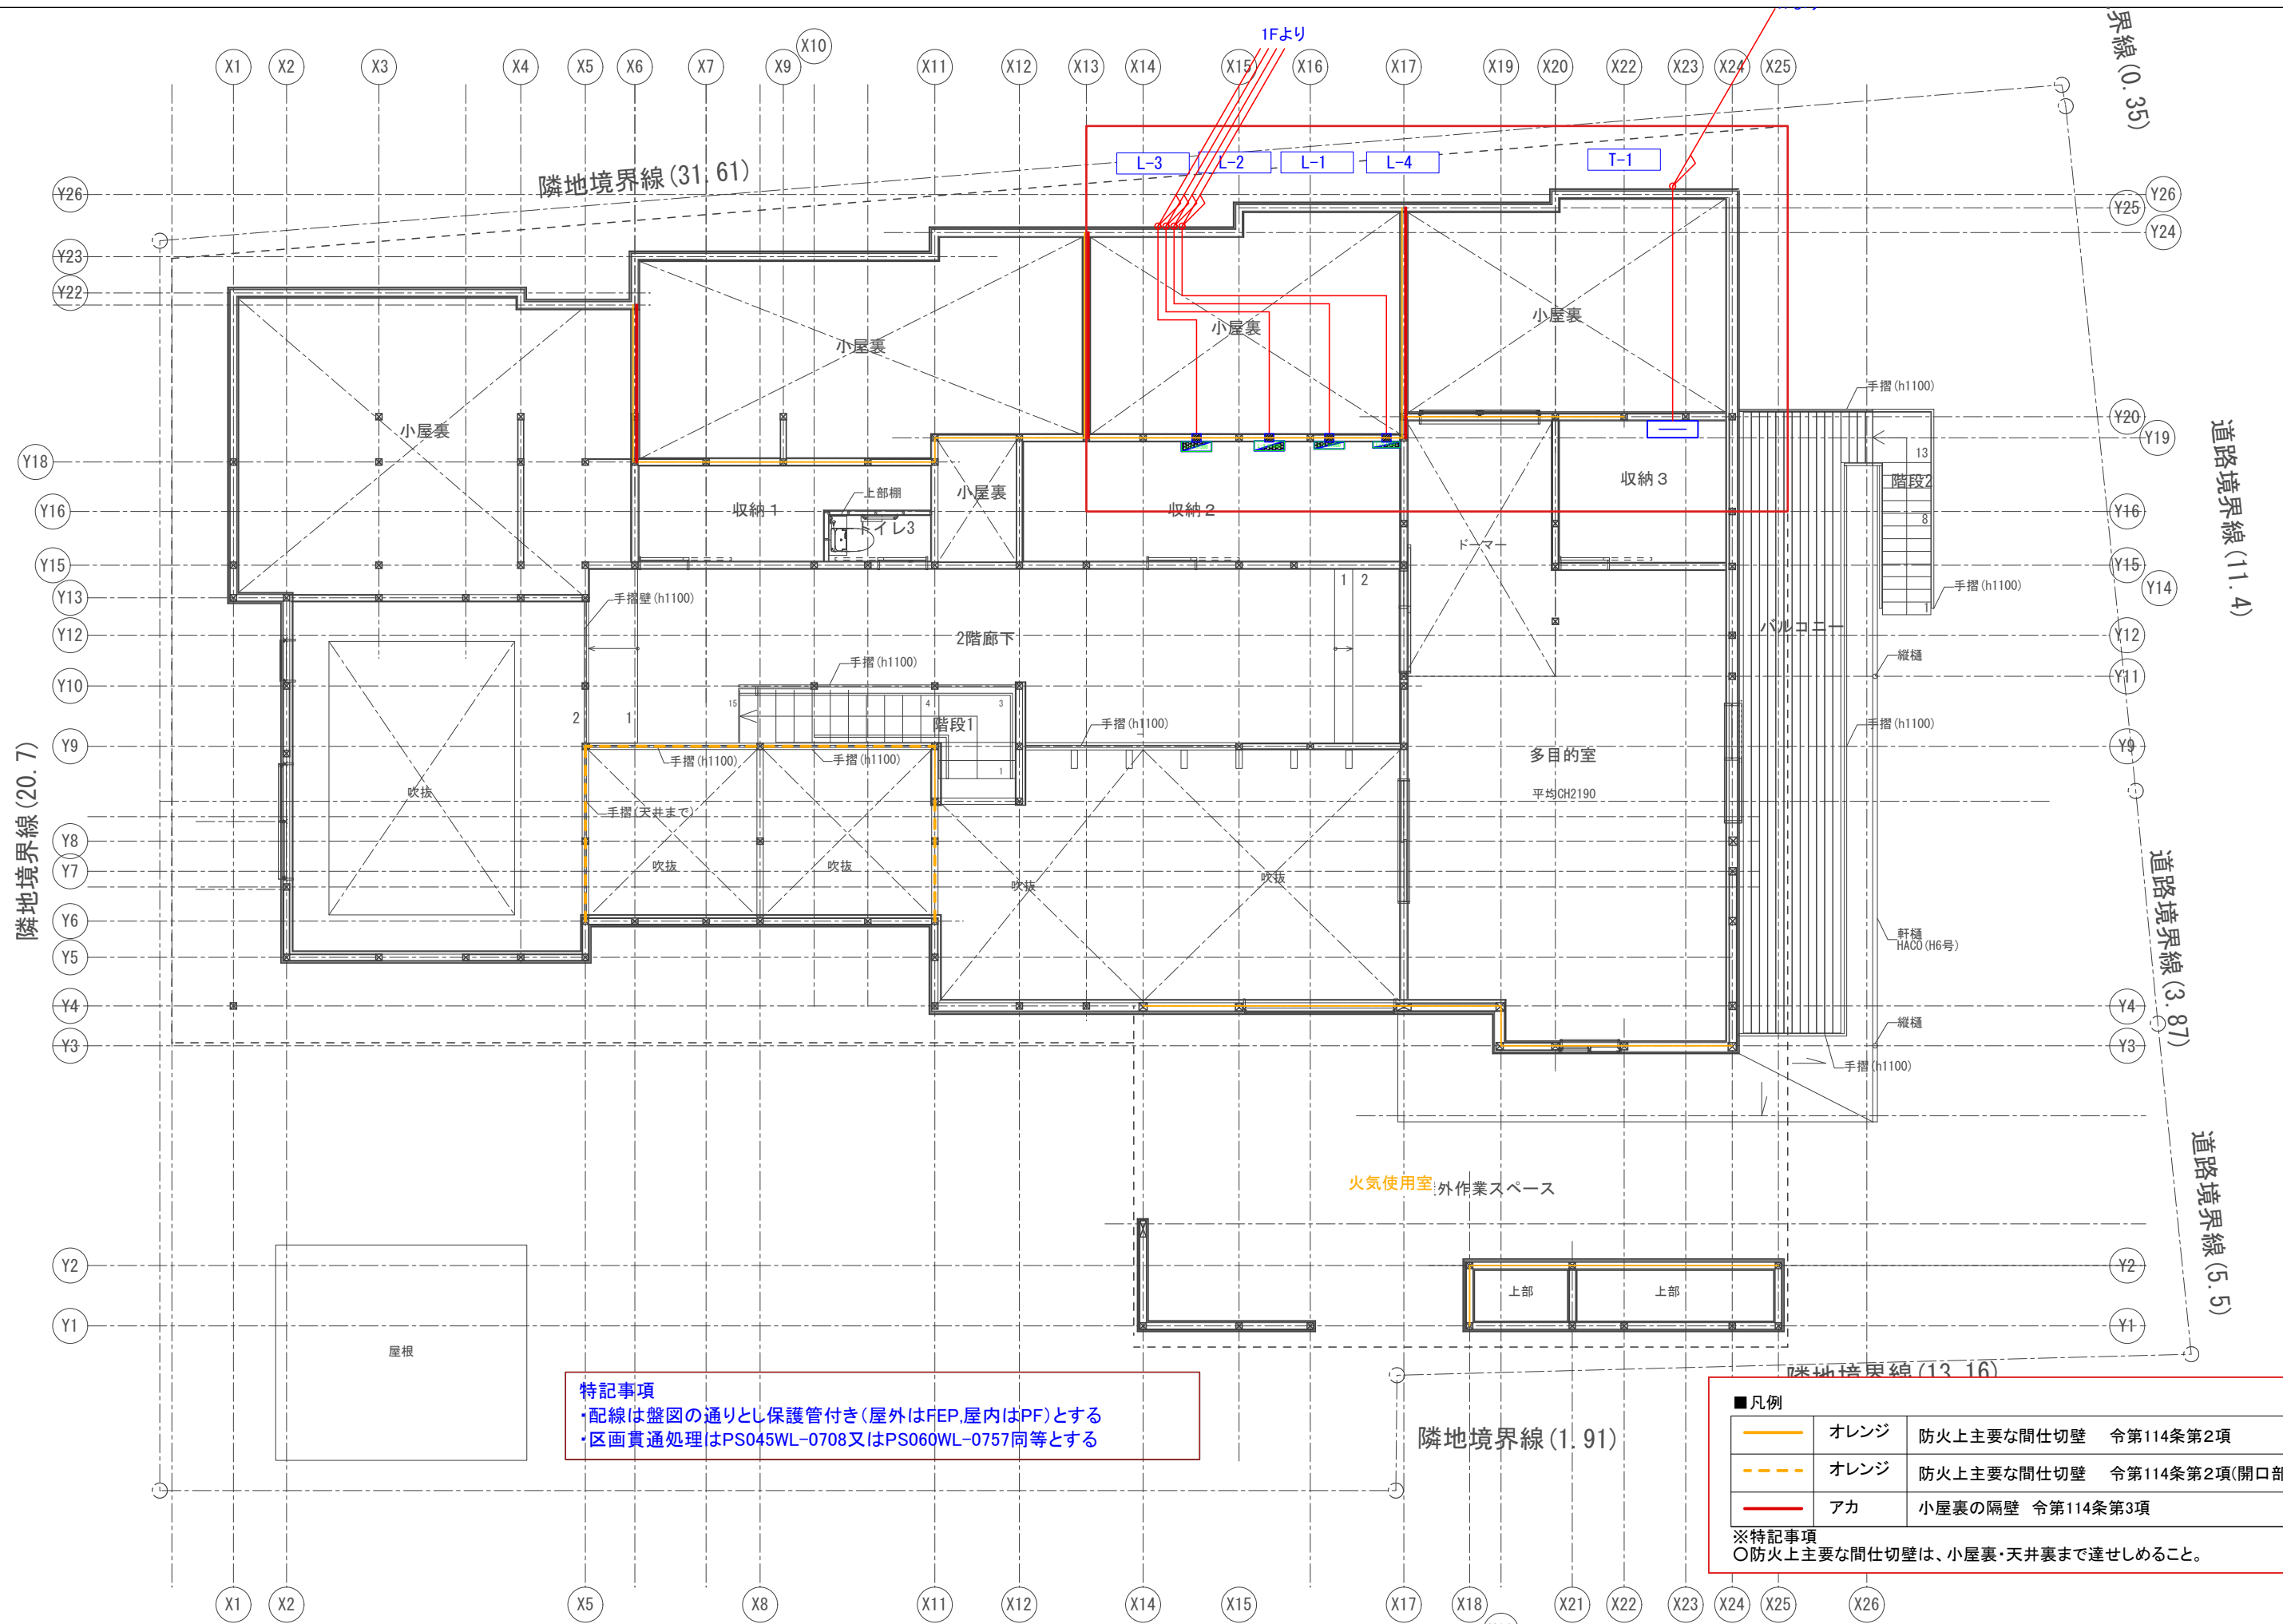 1Fより
X1 X2 X3 X4 X5 X6 X7 X9 X10 X11 X12 X13 X14 X15 X16 X17 X19 X20 X22 X23 X24 X25
界線(0.35)
隣地境界線(31.61)
L-3 L-2 L-1 L-4 T-1
Y26 Y26
Y25
Y24
Y23
Y22
小屋裏
小屋裏
小屋裏
小屋裏
手摺(h1100)
Y20
Y19
Y18
道路境界線(11.4)
13
階段2
8
1
小屋裏
上部棚
収納1
トイレ3
収納2
収納3
Y16 Y16
ドーマー
Y15 Y15
Y14
手摺(h1100)
Y13
手摺壁(h1100)
1 2
Y12 Y12
2階廊下
バルコニー
縦樋
手摺(h1100)
Y10 Y11
15 4 3
階段1
1
2 1
手摺(h1100)
手摺(h1100)
Y9 Y9
手摺(h1100)
手摺(h1100)
多目的室
平均CH2190
隣地境界線(20.7)
吹抜
手摺(天井まで)
Y8
Y7
吹抜
吹抜
吹抜
吹抜
道路境界線(3.87)
Y6
軒樋
HACO(H6号)
Y5
Y4 Y4
縦樋
Y3 Y3
手摺(h1100)
道路境界線(5.5)
火気使用室
外作業スペース
Y2 Y2
上部
上部
Y1 Y1
屋根
隣地境界線(13.16)
隣地境界線(1.91)
特記事項
・配線は盤図の通りとし保護管付き(屋外はFEP,屋内はPF)とする
・区画貫通処理はPS045WL-0708又はPS060WL-0757同等とする
■凡例
オレンジ 防火上主要な間仕切壁 令第114条第2項
オレンジ 防火上主要な間仕切壁 令第114条第2項(開口部
アカ 小屋裏の隔壁 令第114条第3項
※特記事項
○防火上主要な間仕切壁は、小屋裏・天井裏まで達せしめること。
X1 X2 X5 X8 X11 X12 X14 X15 X17 X18 X21 X22 X23 X24 X25 X26